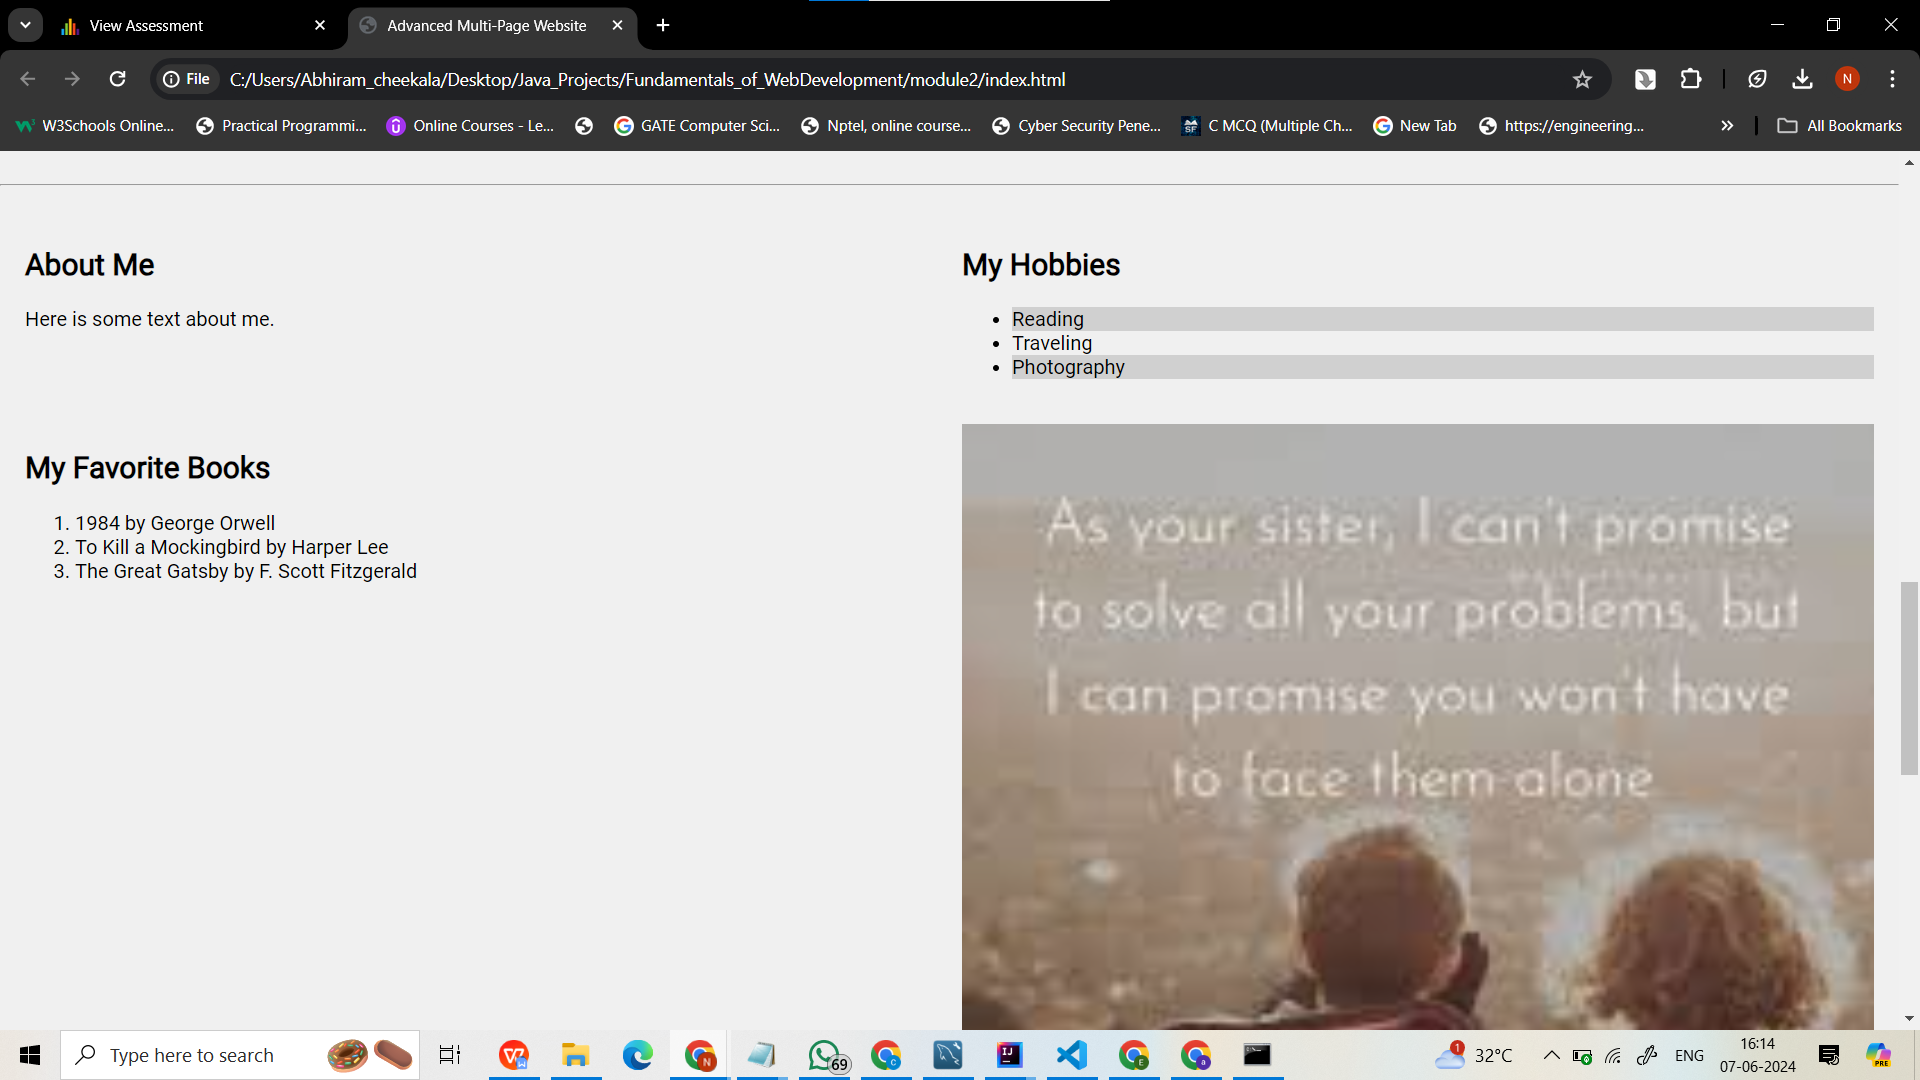 View Assessment
Advanced Multi-Page Website
File
C:/Users/Abhiram_cheekala/Desktop/Java_Projects/Fundamentals_of_WebDevelopment/module2/index.html
N
W3Schools Online...
Practical Programmi...
Online Courses - Le...
GATE Computer Sci...
Nptel, online course...
Cyber Security Pene...
C MCQ (Multiple Ch...
New Tab
https://engineering...
All Bookmarks
About Me
Here is some text about me.
My Hobbies
• Reading
• Traveling
• Photography
My Favorite Books
1. 1984 by George Orwell
2. To Kill a Mockingbird by Harper Lee
3. The Great Gatsby by F. Scott Fitzgerald
As your sister, I can't promise
to solve all your problems, but
I can promise you won't have
to face them alone
Type here to search
69
1
32°C
ENG
16:14
07-06-2024